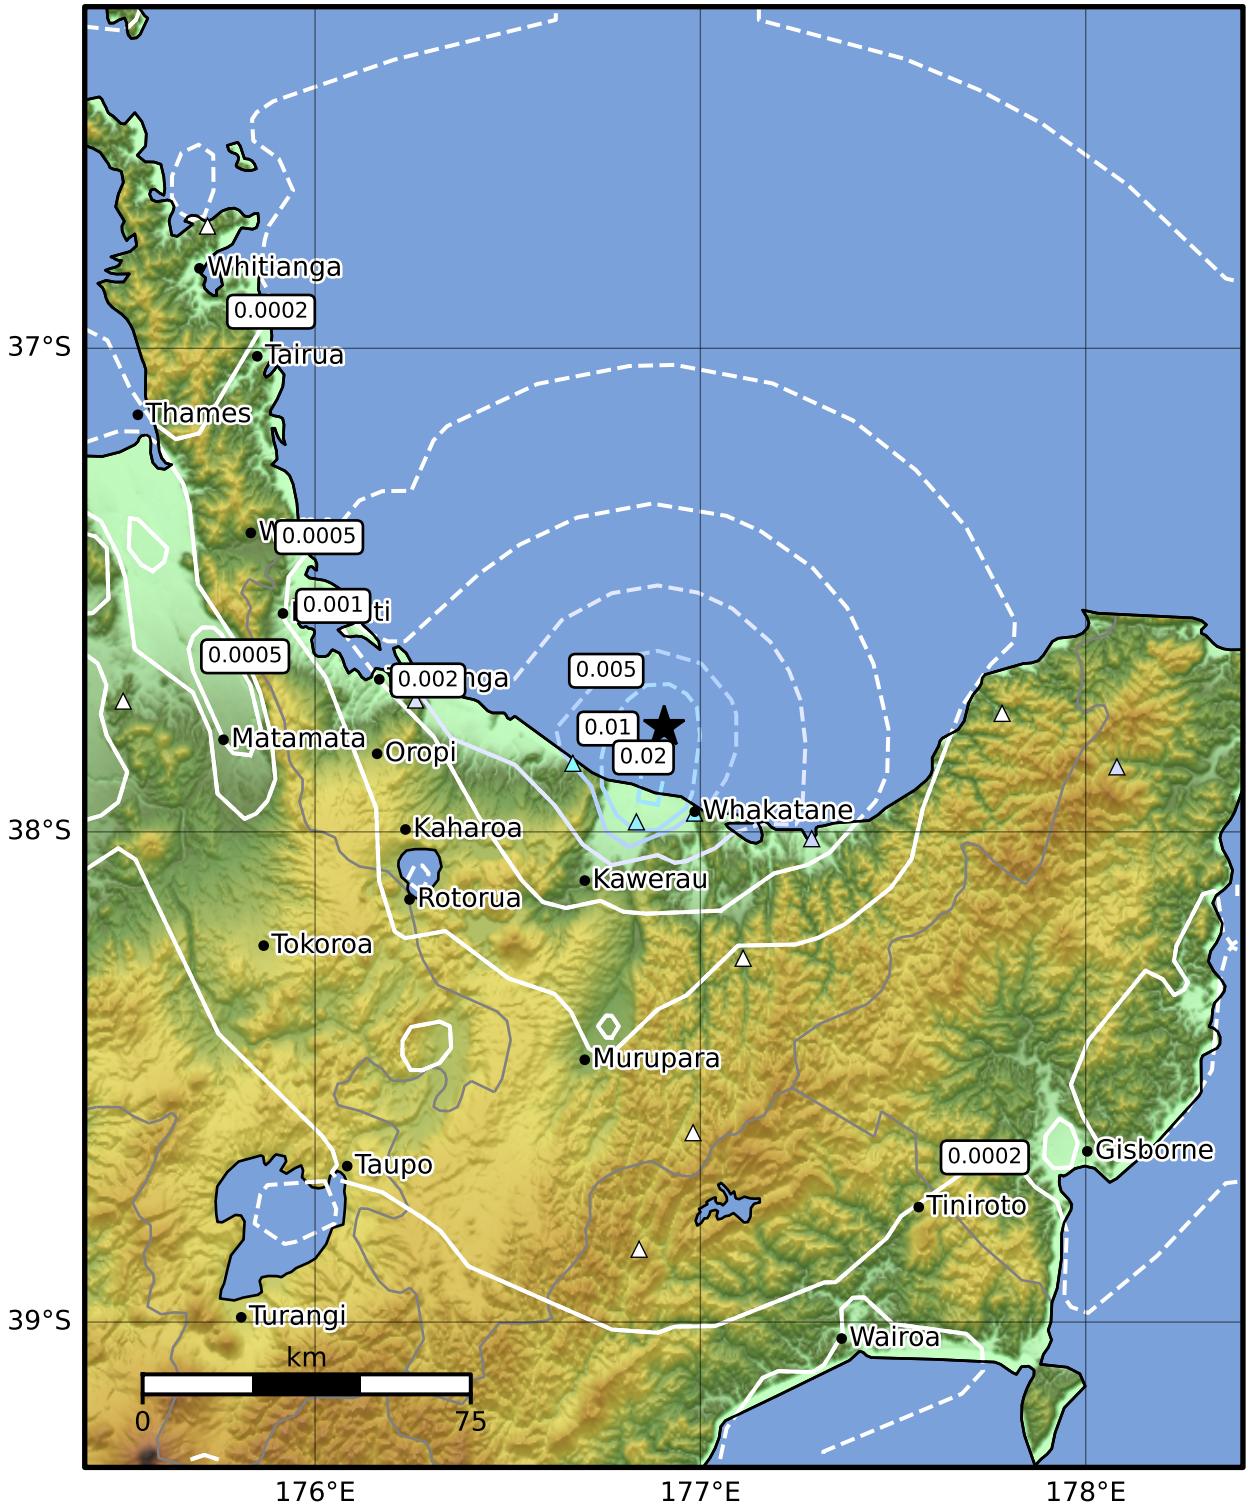 Whitianga
0.0002
37°S
Tairua
Thames
0.0005
0.001
0.0005
0.002
0.005
0.01
0.02
Matamata
Oropi
Whakatane
38°S
Kaharoa
Kawerau
Rotorua
Tokoroa
Murupara
0.0002
Gisborne
Taupo
Tiniroto
39°S
Turangi
Wairoa
km
0
75
176°E
177°E
178°E